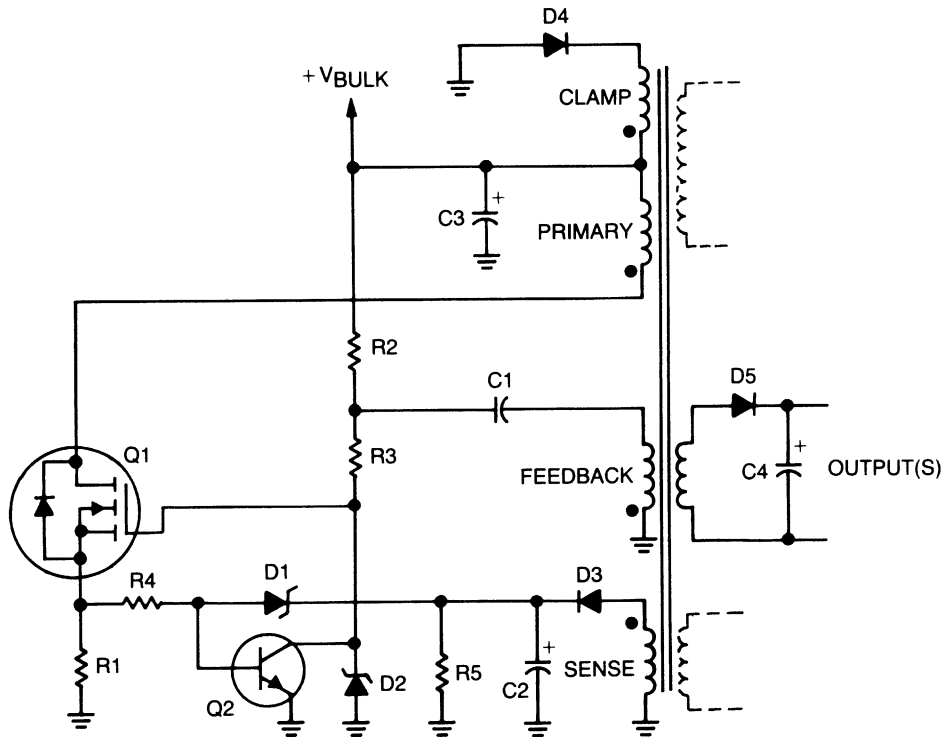 D4
+ VBULK
CLAMP
+
C3
PRIMARY
R2
C1
D5
Q1
R3
FEEDBACK
+
C4
OUTPUT(S)
R4
D1
D3
R1
Q2
D2
R5
+
C2
SENSE